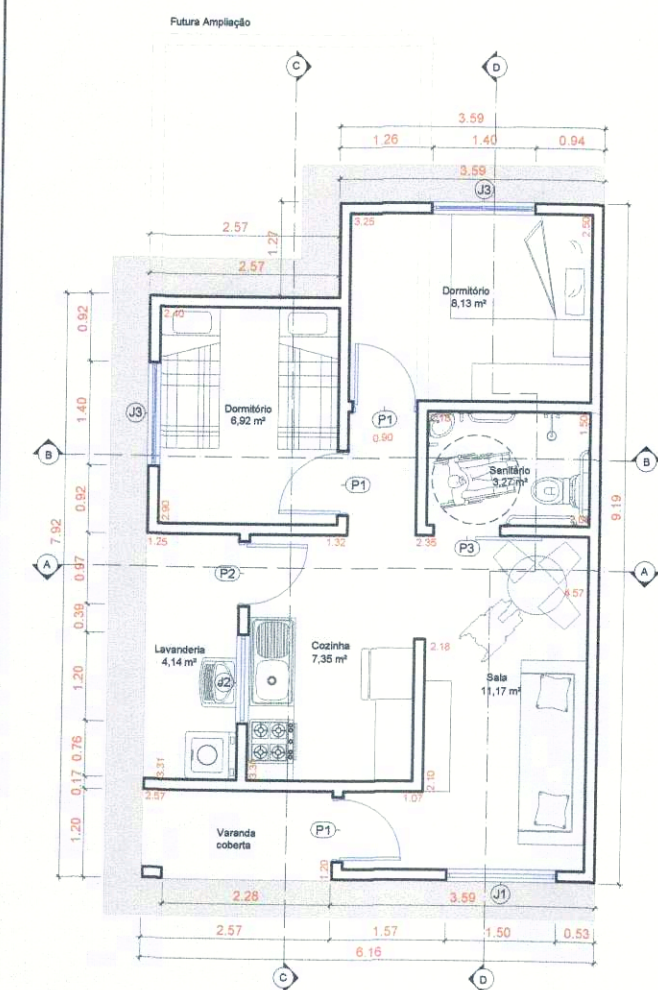 Futura Ampliação
C
D
3.59
1.26
1.40
0.94
3.59
J3
2.57
1.27
2.57
3.25
2.50
Dormitório
8,13 m²
0.92
2.40
1.40
J3
Dormitório
6,92 m²
P1
0.90
1.50
Sanitário
3,27 m²
B
B
0.92
2.90
P1
7.92
9.19
1.25
1.32
2.35
P3
A
A
0.97
P2
0.39
Lavanderia
4,14 m²
Cozinha
7,35 m²
2.18
Sala
11,17 m²
1.20
J2
0.76
3.31
0.17
2.57
1.07
2.10
1.20
Varanda
coberta
P1
1.20
2.28
3.59
J1
2.57
1.57
1.50
0.53
6.16
C
D